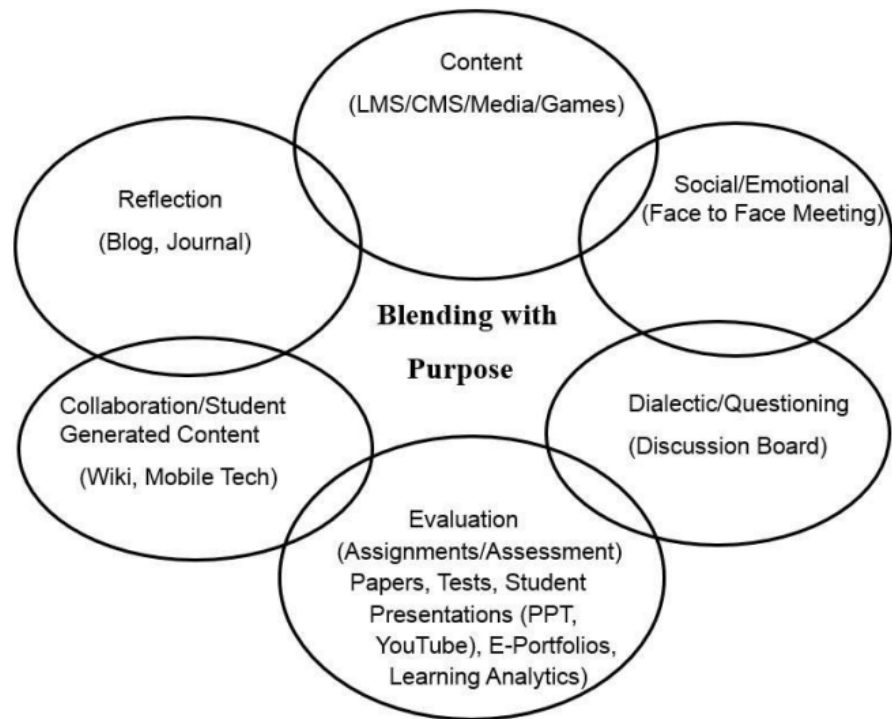 Content
(LMS/CMS/Media/Games)
Social/Emotional
(Face to Face Meeting)
Reflection
(Blog, Journal)
Blending with
Purpose
Collaboration/Student
Generated Content
(Wiki, Mobile Tech)
Dialectic/Questioning
(Discussion Board)
Evaluation
(Assignments/Assessment)
Papers, Tests, Student
Presentations (PPT,
YouTube), E-Portfolios,
Learning Analytics)